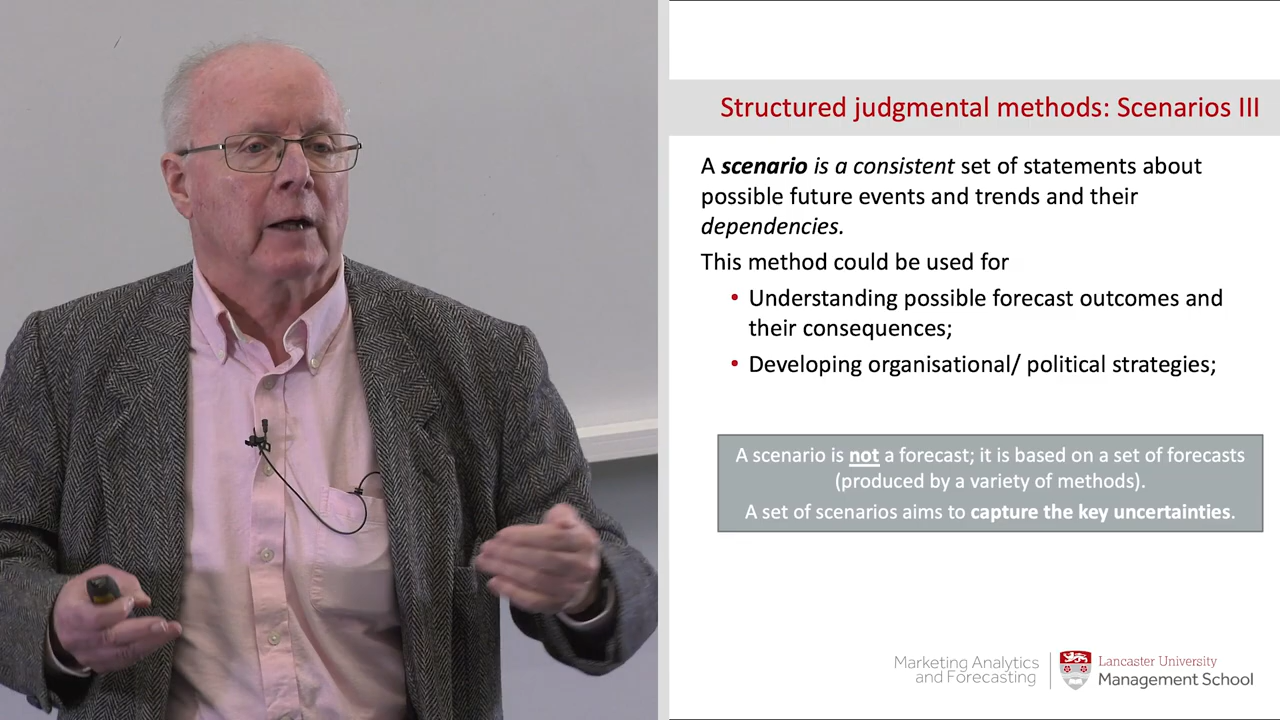 Structured judgmental methods: Scenarios III
A scenario is a consistent set of statements about
possible future events and trends and their
dependencies.
This method could be used for
• Understanding possible forecast outcomes and
their consequences;
• Developing organisational/ political strategies;
A scenario is not a forecast; it is based on a set of forecasts
(produced by a variety of methods).
A set of scenarios aims to capture the key uncertainties.
Marketing Analytics
and Forecasting
Lancaster University
Management School